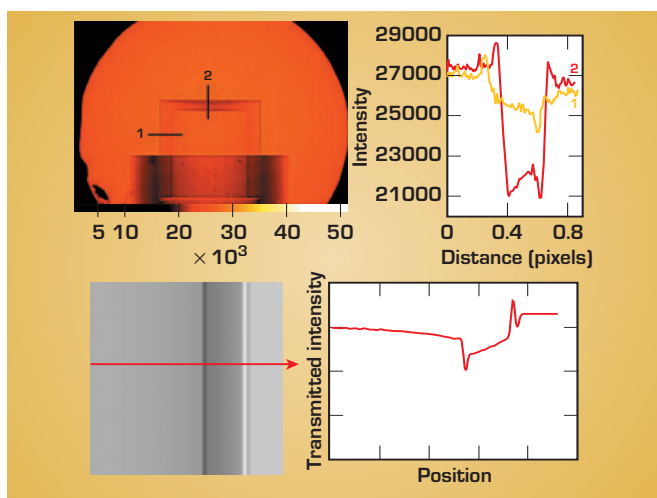 2
1
5 10 20 30 40 50
× 10³
Intensity
29000
27000
25000
23000
21000
2
1
0 0.4 0.8
Distance (pixels)
Transmitted intensity
Position